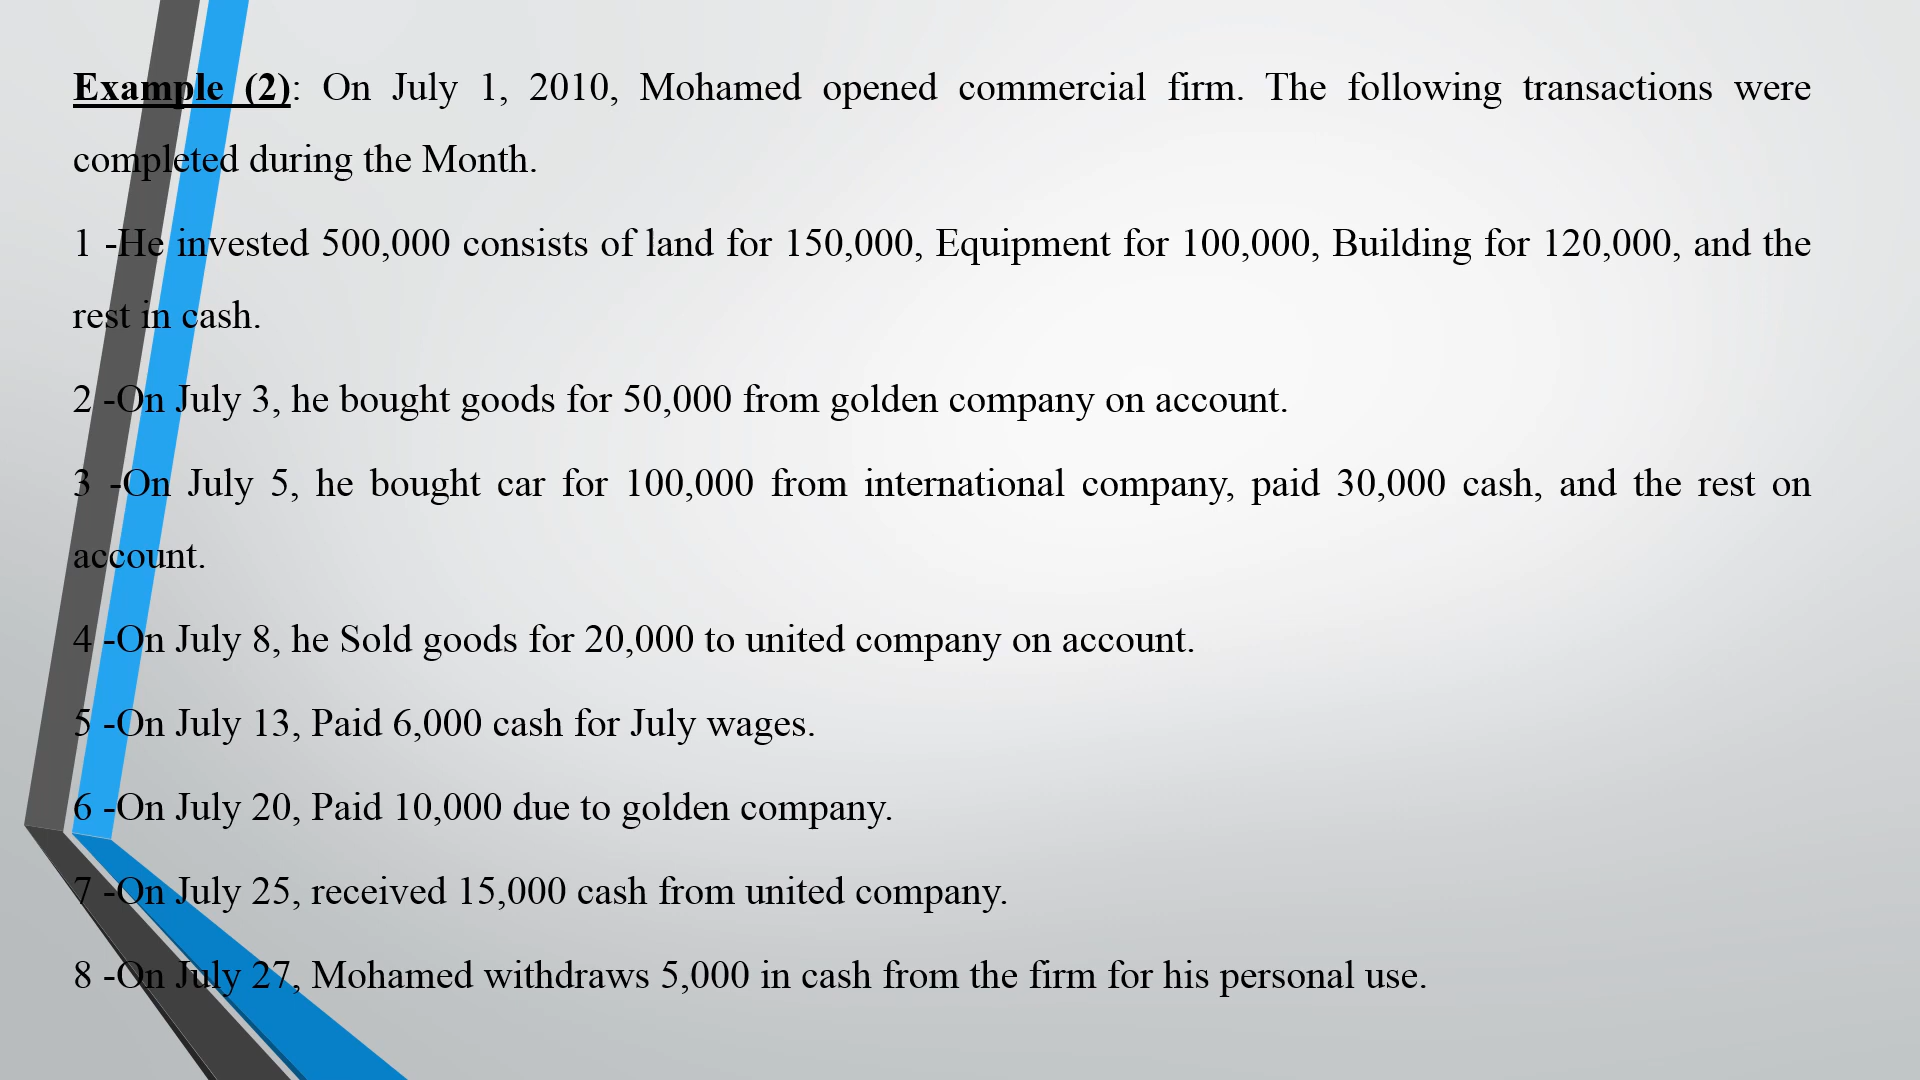 Example (2): On July 1, 2010, Mohamed opened commercial firm. The following transactions were
completed during the Month.
1 -He invested 500,000 consists of land for 150,000, Equipment for 100,000, Building for 120,000, and the
rest in cash.
2 -On July 3, he bought goods for 50,000 from golden company on account.
3 -On July 5, he bought car for 100,000 from international company, paid 30,000 cash, and the rest on
account.
4 -On July 8, he Sold goods for 20,000 to united company on account.
5 -On July 13, Paid 6,000 cash for July wages.
6 -On July 20, Paid 10,000 due to golden company.
7 -On July 25, received 15,000 cash from united company.
8 -On July 27, Mohamed withdraws 5,000 in cash from the firm for his personal use.